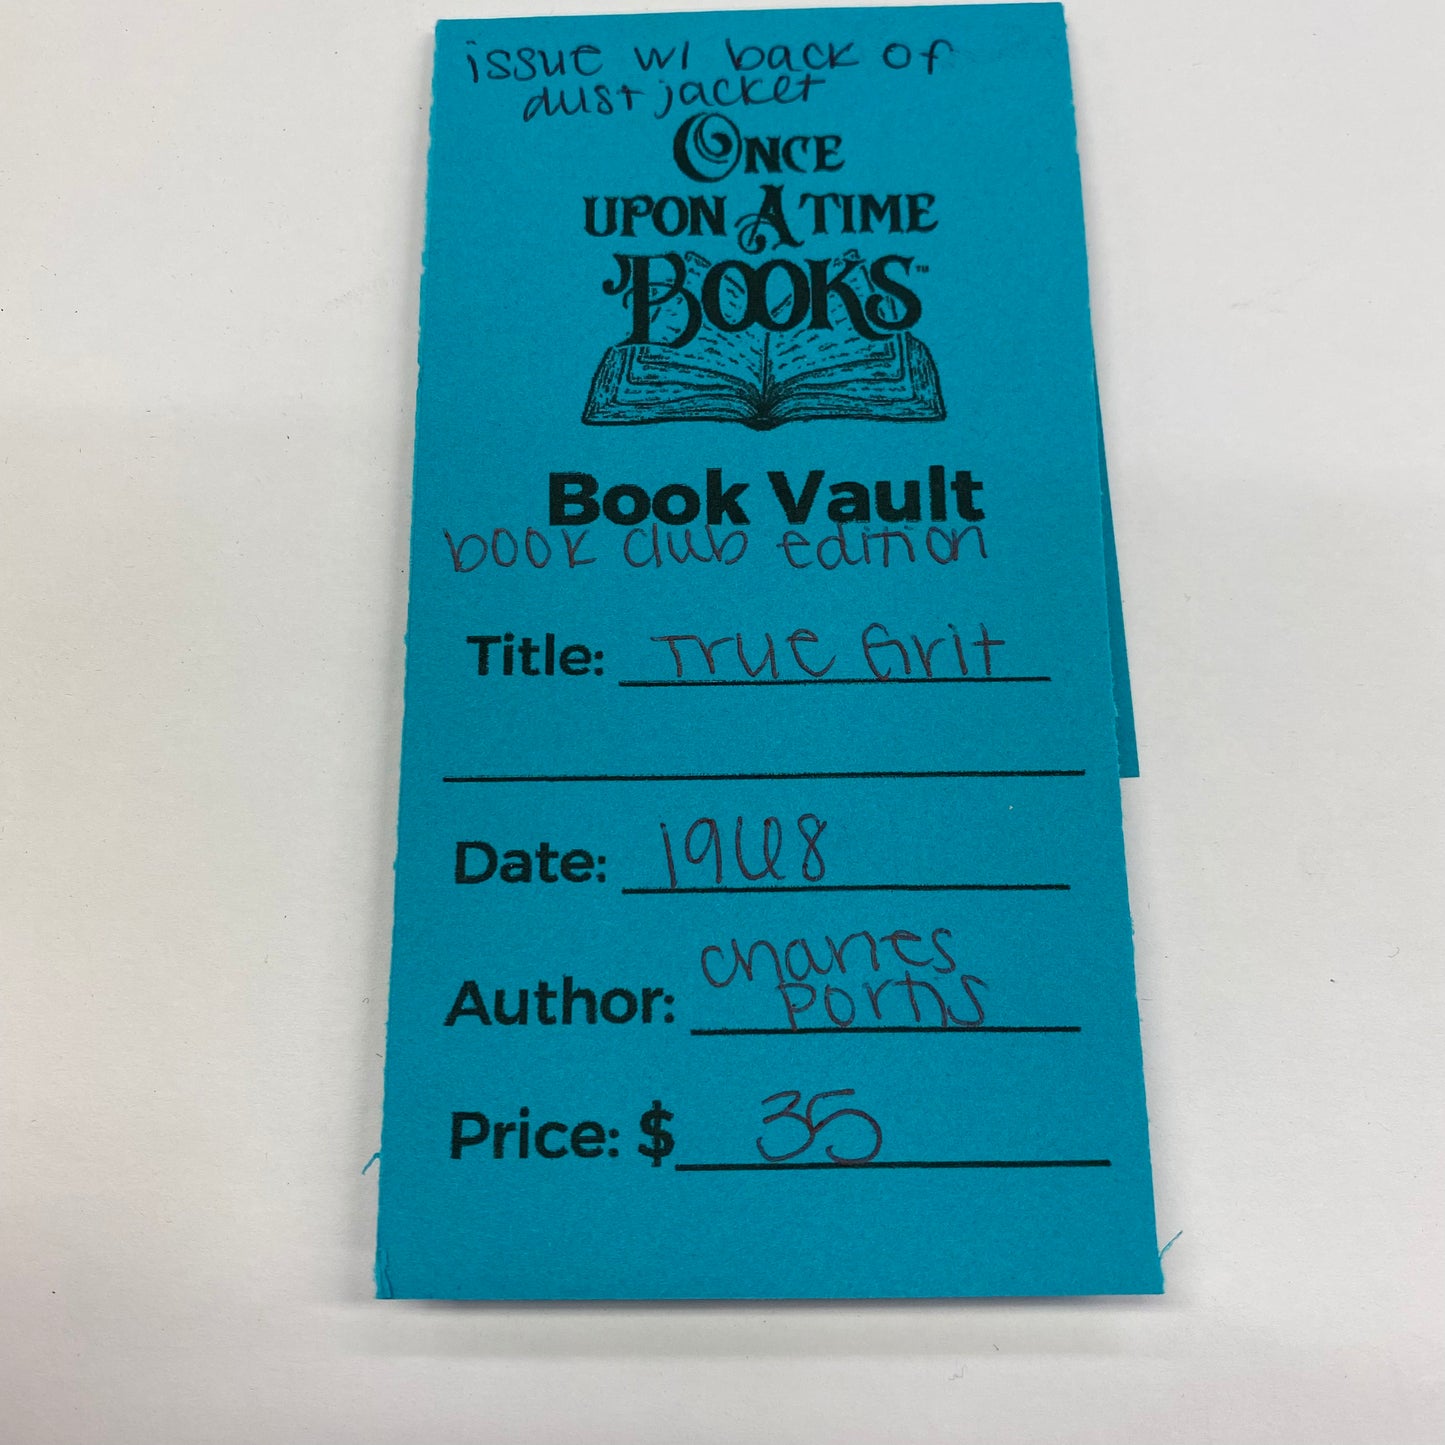 issue w/ back of
dust jacket
ONCE
UPON A TIME
BOOKS™
Book Vault
book club edition
Title: True Grit
Date: 1968
Author: Charles
Portis
Price: $ 35